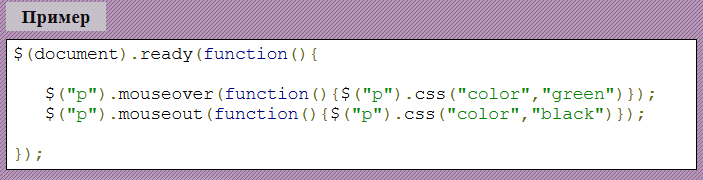 Пример
$(document).ready(function(){
$("p").mouseover(function(){$("p").css("color","green")});
$("p").mouseout(function(){$("p").css("color","black")});
});